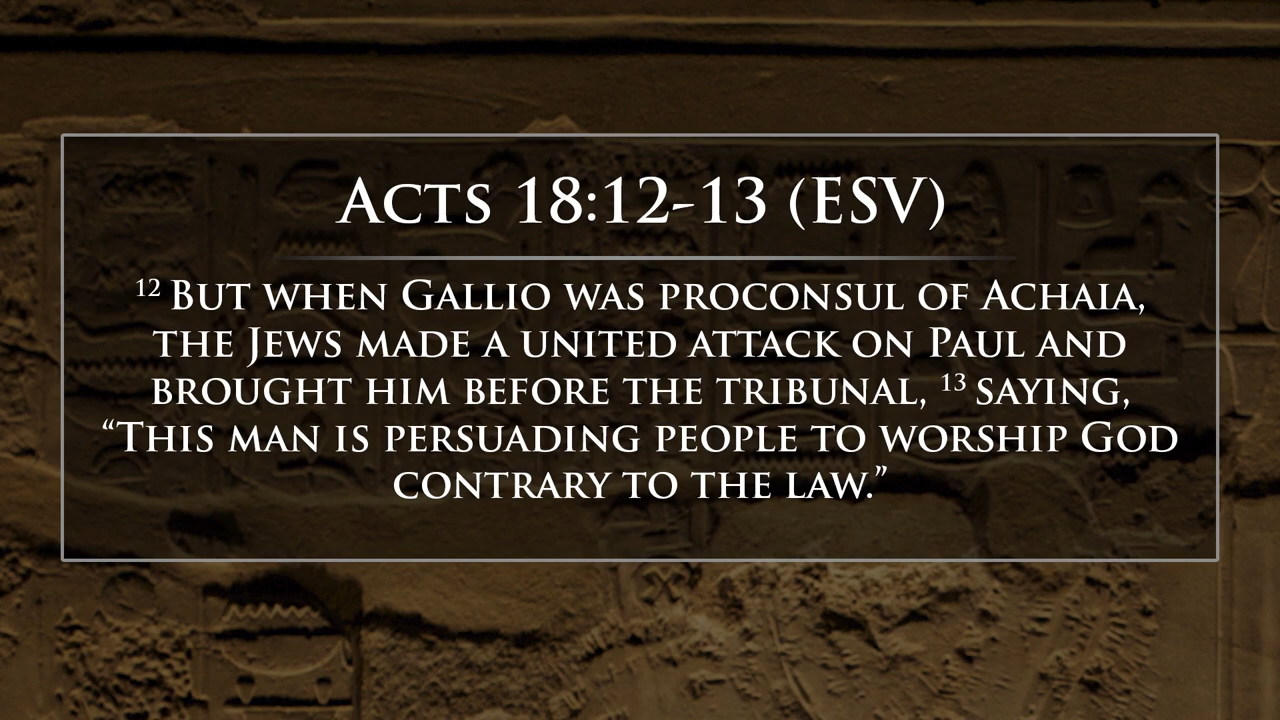 Acts 18:12-13 (ESV)
12 But when Gallio was proconsul of Achaia,
the Jews made a united attack on Paul and
brought him before the tribunal, 13 saying,
“This man is persuading people to worship God
contrary to the law.”